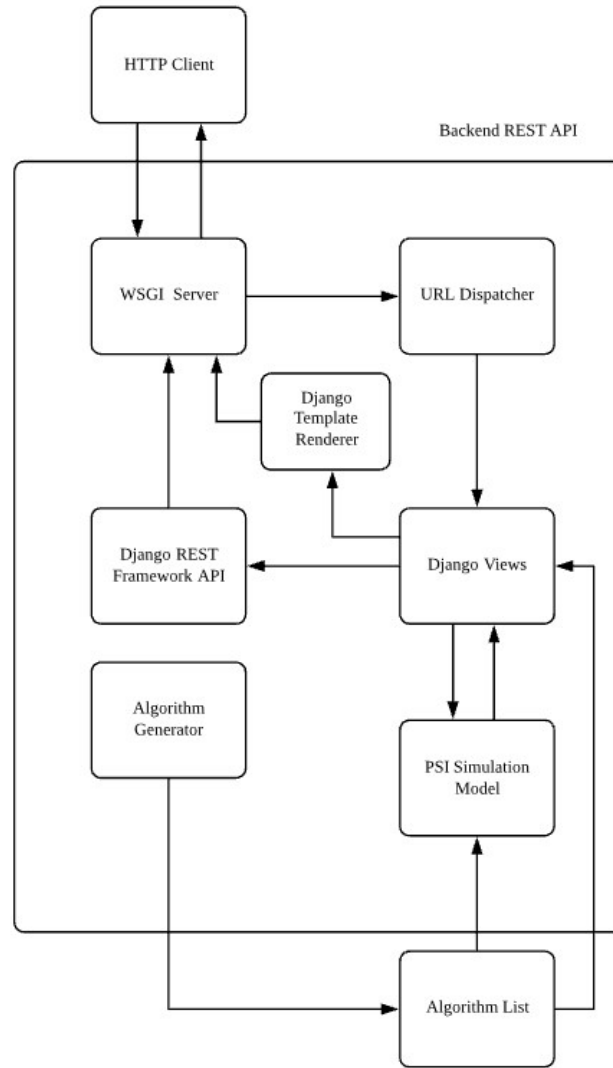 HTTP Client
Backend REST API
WSGI Server
URL Dispatcher
Django
Template
Renderer
Django REST
Framework API
Django Views
Algorithm
Generator
PSI Simulation
Model
Algorithm List